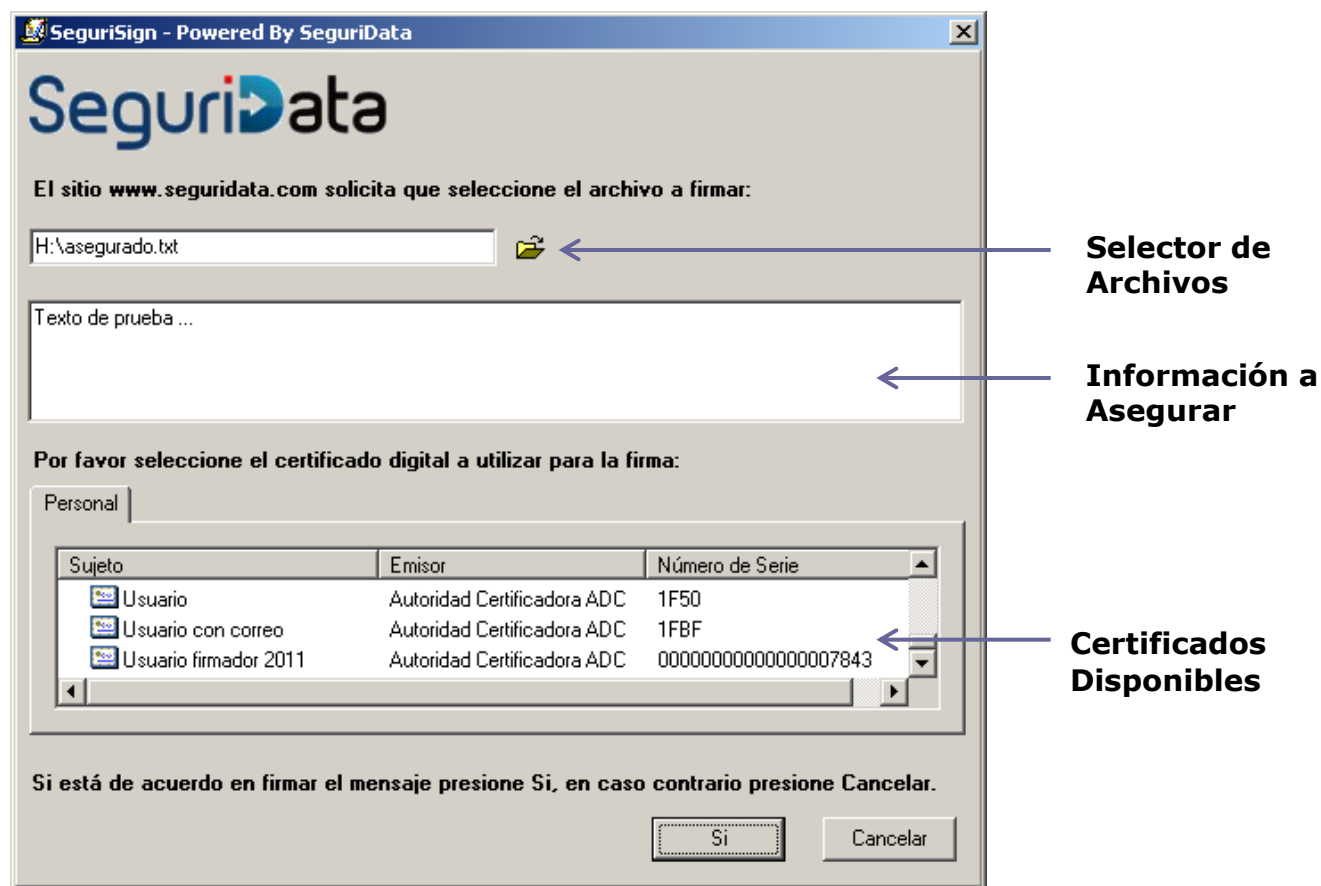 SeguriSign - Powered By SeguriData
SeguriData
El sitio www.seguridata.com solicita que seleccione el archivo a firmar:
H:\asegurado.txt
Selector de
Archivos
Texto de prueba ...
Información a
Asegurar
Por favor seleccione el certificado digital a utilizar para la firma:
Personal
Sujeto Emisor Número de Serie
Usuario Autoridad Certificadora ADC 1F50
Usuario con correo Autoridad Certificadora ADC 1FBF
Usuario firmador 2011 Autoridad Certificadora ADC 00000000000000007843
Certificados
Disponibles
Si está de acuerdo en firmar el mensaje presione Si, en caso contrario presione Cancelar.
Si Cancelar